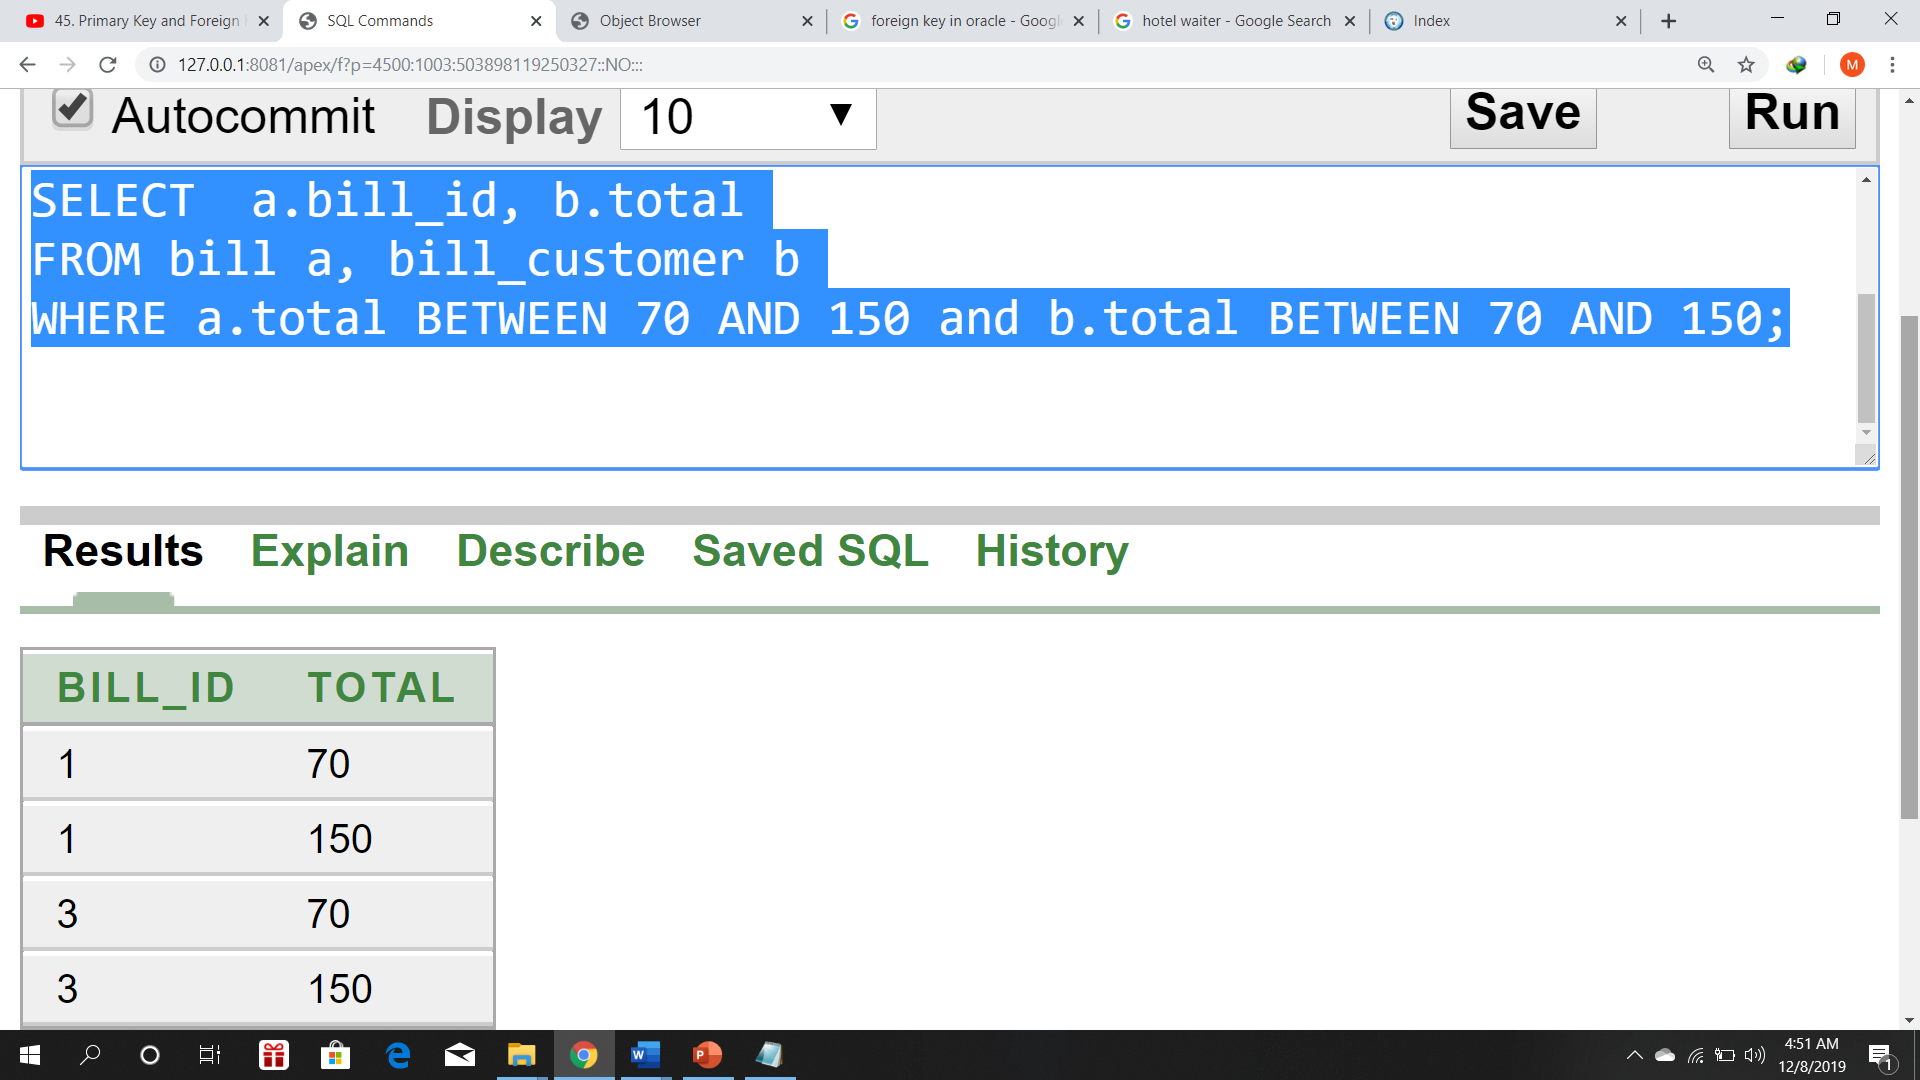 45. Primary Key and Foreign
SQL Commands
Object Browser
foreign key in oracle - Googl
hotel waiter - Google Search
Index
127.0.0.1:8081/apex/f?p=4500:1003:503898119250327::NO:::
M
Autocommit
Display
10
Save
Run
SELECT  a.bill_id, b.total
FROM bill a, bill_customer b
WHERE a.total BETWEEN 70 AND 150 and b.total BETWEEN 70 AND 150;
Results
Explain
Describe
Saved SQL
History
BILL_ID TOTAL
1 70
1 150
3 70
3 150
4:51 AM
12/8/2019
1